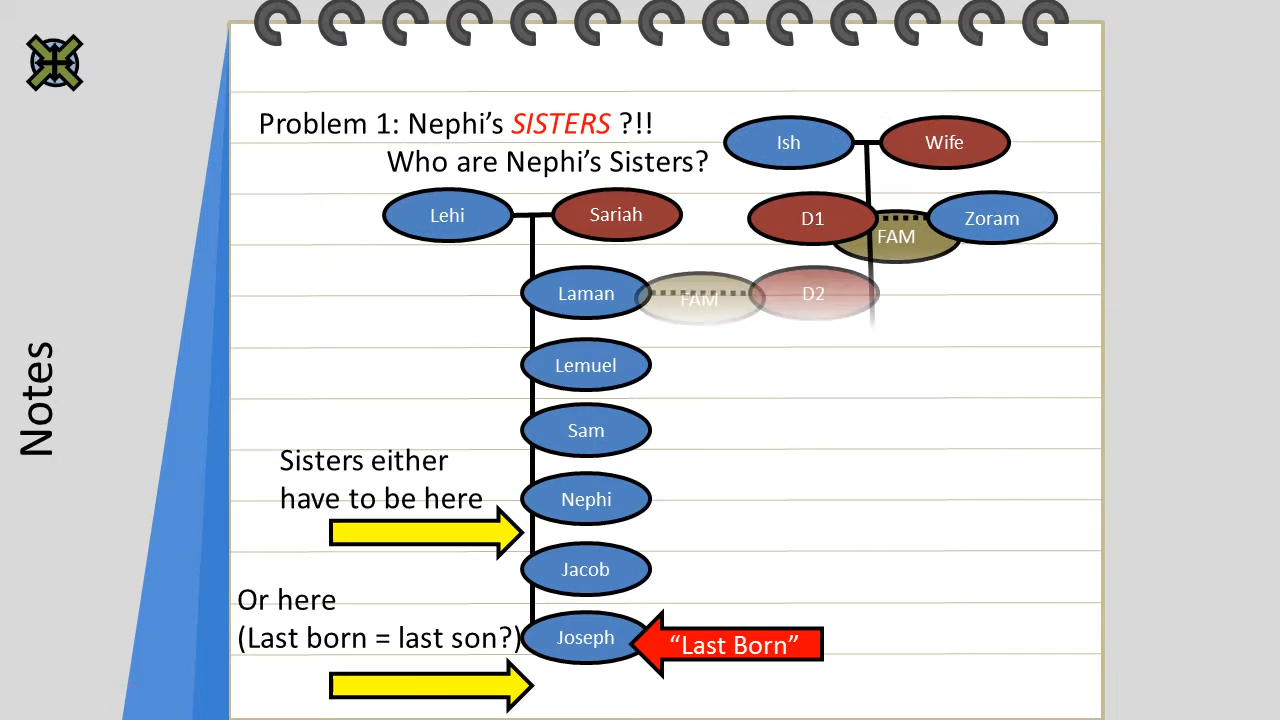 Problem 1: Nephi's SISTERS ?!!
Who are Nephi's Sisters?
Ish
Wife
Lehi
Sariah
D1
FAM
Zoram
Laman
FAM
D2
Lemuel
Sam
Sisters either
have to be here
Nephi
Jacob
Or here
(Last born = last son?)
Joseph
“Last Born”
Notes